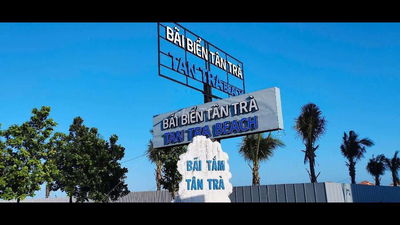 BÃI BIỂN TÂN TRÀ
TAN TRA BEACH
BÃI BIỂN TÂN TRÀ
TAN TRA BEACH
BÃI TẮM
TÂN TRÀ